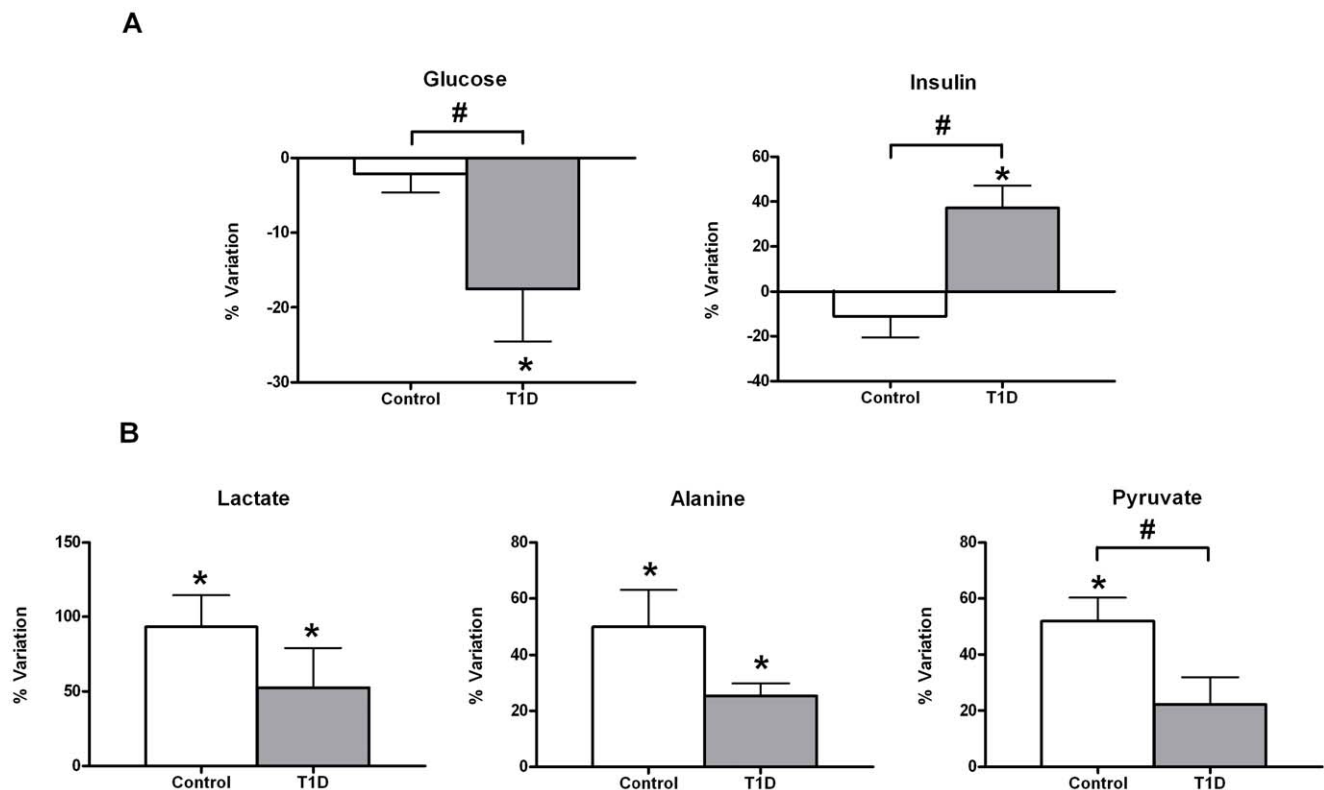 A
Glucose
#
0
-10
-20
-30
% Variation
*
Control T1D
Insulin
#
60
40
20
0
-20
-40
% Variation
*
Control T1D
B
Lactate
150
100
50
0
% Variation
*
*
Control T1D
Alanine
80
60
40
20
0
% Variation
*
*
Control T1D
Pyruvate
#
80
60
40
20
0
% Variation
*
Control T1D